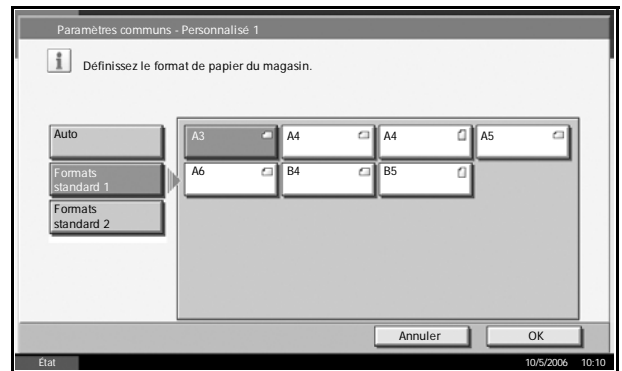 Paramètres communs - Personnalisé 1
Définissez le format de papier du magasin.
Auto
A3
A4
A4
A5
Formats
standard 1
A6
B4
B5
Formats
standard 2
Annuler
OK
État
10/5/2006 10:10